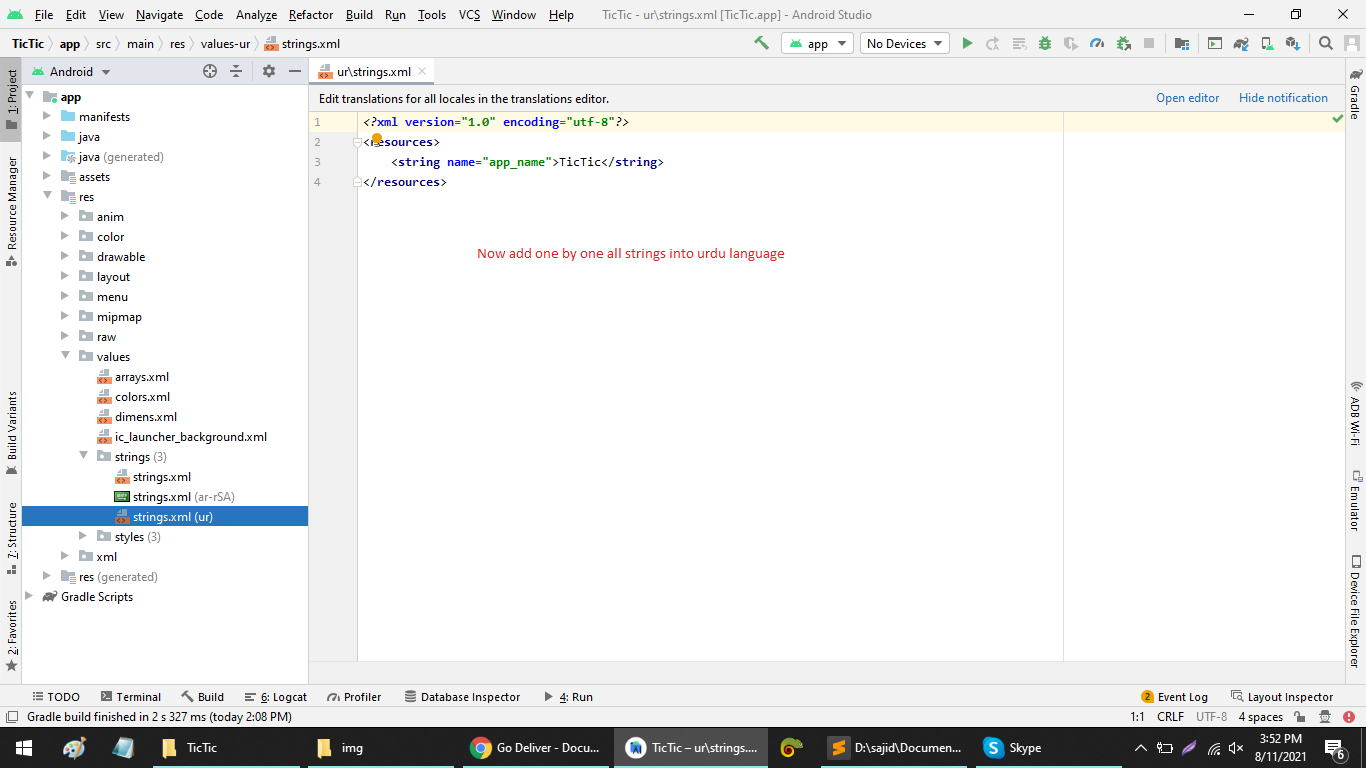 File Edit View Navigate Code Analyze Refactor Build Run Tools VCS Window Help TicTic - ur\strings.xml [TicTic.app] - Android Studio
TicTic app src main res values-ur strings.xml app No Devices
Android
ur\strings.xml
Edit translations for all locales in the translations editor. Open editor Hide notification
1 <?xml version="1.0" encoding="utf-8"?>
2 <resources>
3 <string name="app_name">TicTic</string>
4 </resources>
Now add one by one all strings into urdu language
app
manifests
java
java (generated)
assets
res
anim
color
drawable
layout
menu
mipmap
raw
values
arrays.xml
colors.xml
dimens.xml
ic_launcher_background.xml
strings (3)
strings.xml
strings.xml (ar-rSA)
strings.xml (ur)
styles (3)
xml
res (generated)
Gradle Scripts
1: Project
Resource Manager
Build Variants
7: Structure
2: Favorites
Gradle
ADB Wi-Fi
Emulator
Device File Explorer
TODO Terminal Build 6: Logcat Profiler Database Inspector 4: Run 2 Event Log Layout Inspector
Gradle build finished in 2 s 327 ms (today 2:08 PM) 1:1 CRLF UTF-8 4 spaces
TicTic img Go Deliver - Docu... TicTic – ur\strings.... D:\sajid\Documen... Skype
3:52 PM
8/11/2021
6